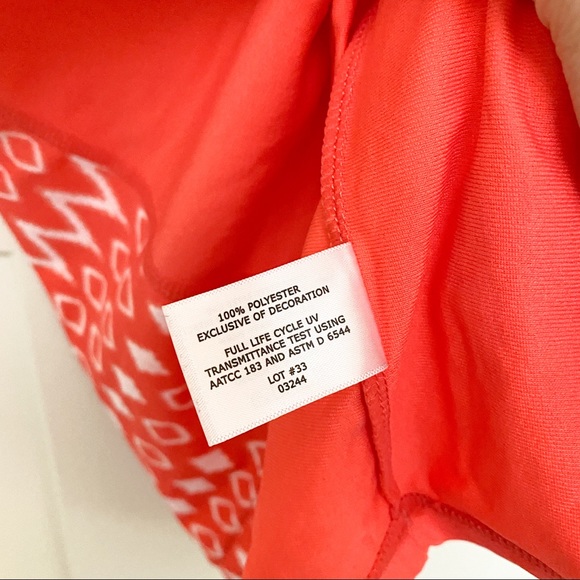 100% POLYESTER
EXCLUSIVE OF DECORATION
FULL LIFE CYCLE UV
TRANSMITTANCE TEST USING
AATCC 183 AND ASTM D 6544
LOT #33
03244